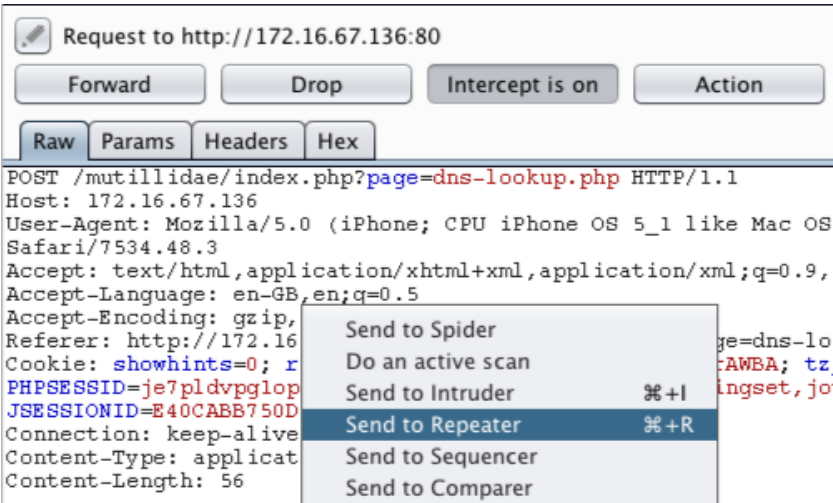 Request to http://172.16.67.136:80
Forward Drop Intercept is on Action
Raw Params Headers Hex
POST /mutillidae/index.php?page=dns-lookup.php HTTP/1.1
Host: 172.16.67.136
User-Agent: Mozilla/5.0 (iPhone; CPU iPhone OS 5_1 like Mac OS
Safari/7534.48.3
Accept: text/html,application/xhtml+xml,application/xml;q=0.9,
Accept-Language: en-GB,en;q=0.5
Accept-Encoding: gzip,
Referer: http://172.16 ge=dns-lo
Cookie: showhints=0; r rAWBA; tz_
PHPSESSID=je7pldvpglop ingset,jo
JSESSIONID=E40CABB750D
Connection: keep-alive
Content-Type: applicat
Content-Length: 56
Send to Spider
Do an active scan
Send to Intruder ⌘+I
Send to Repeater ⌘+R
Send to Sequencer
Send to Comparer